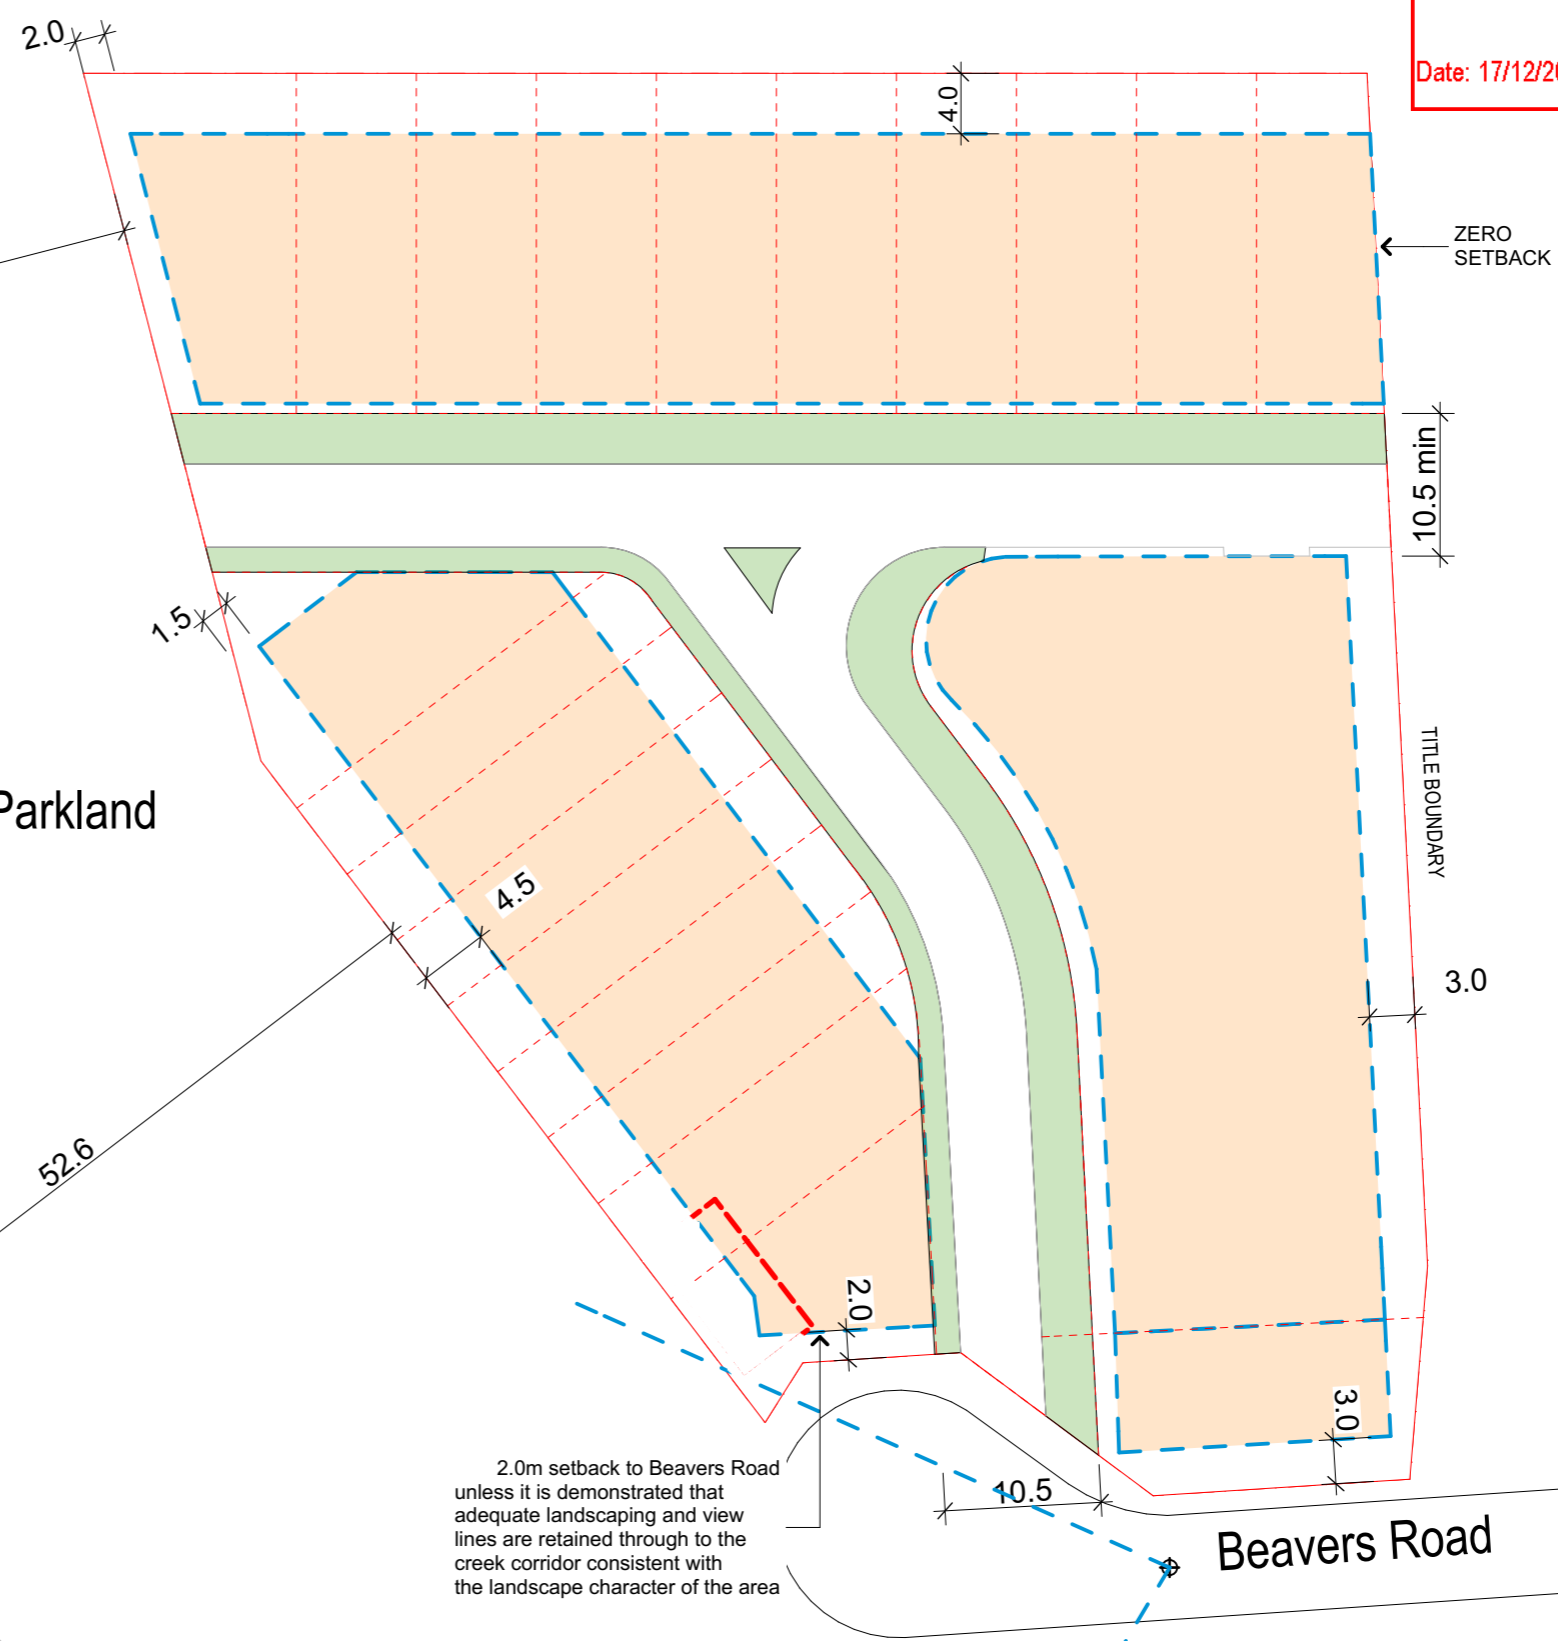 2.0
Date: 17/12/20
4.0
ZERO
SETBACK
10.5 min
1.5
TITLE BOUNDARY
Parkland
4.5
3.0
52.6
2.0
3.0
2.0m setback to Beavers Road
unless it is demonstrated that
adequate landscaping and view
lines are retained through to the
creek corridor consistent with
the landscape character of the area
10.5
Beavers Road